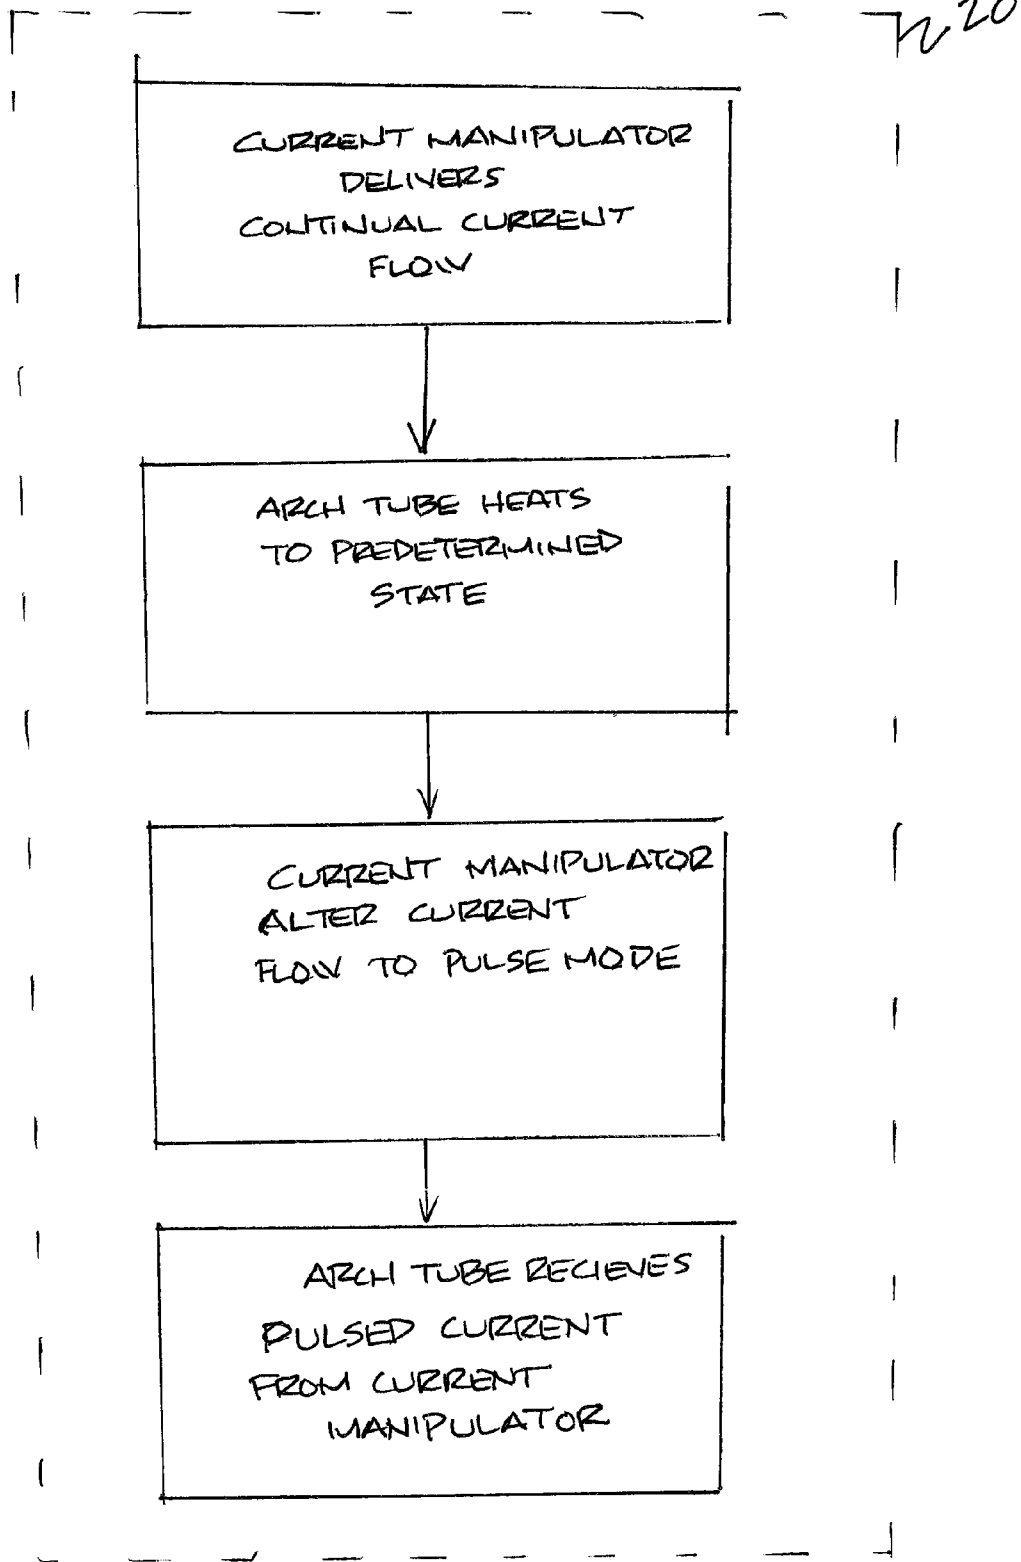 20
CURRENT MANIPULATOR
DELIVERS
CONTINUAL CURRENT
FLOW
ARCH TUBE HEATS
TO PREDETERMINED
STATE
CURRENT MANIPULATOR
ALTER CURRENT
FLOW TO PULSE MODE
ARCH TUBE RECIEVES
PULSED CURRENT
FROM CURRENT
MANIPULATOR